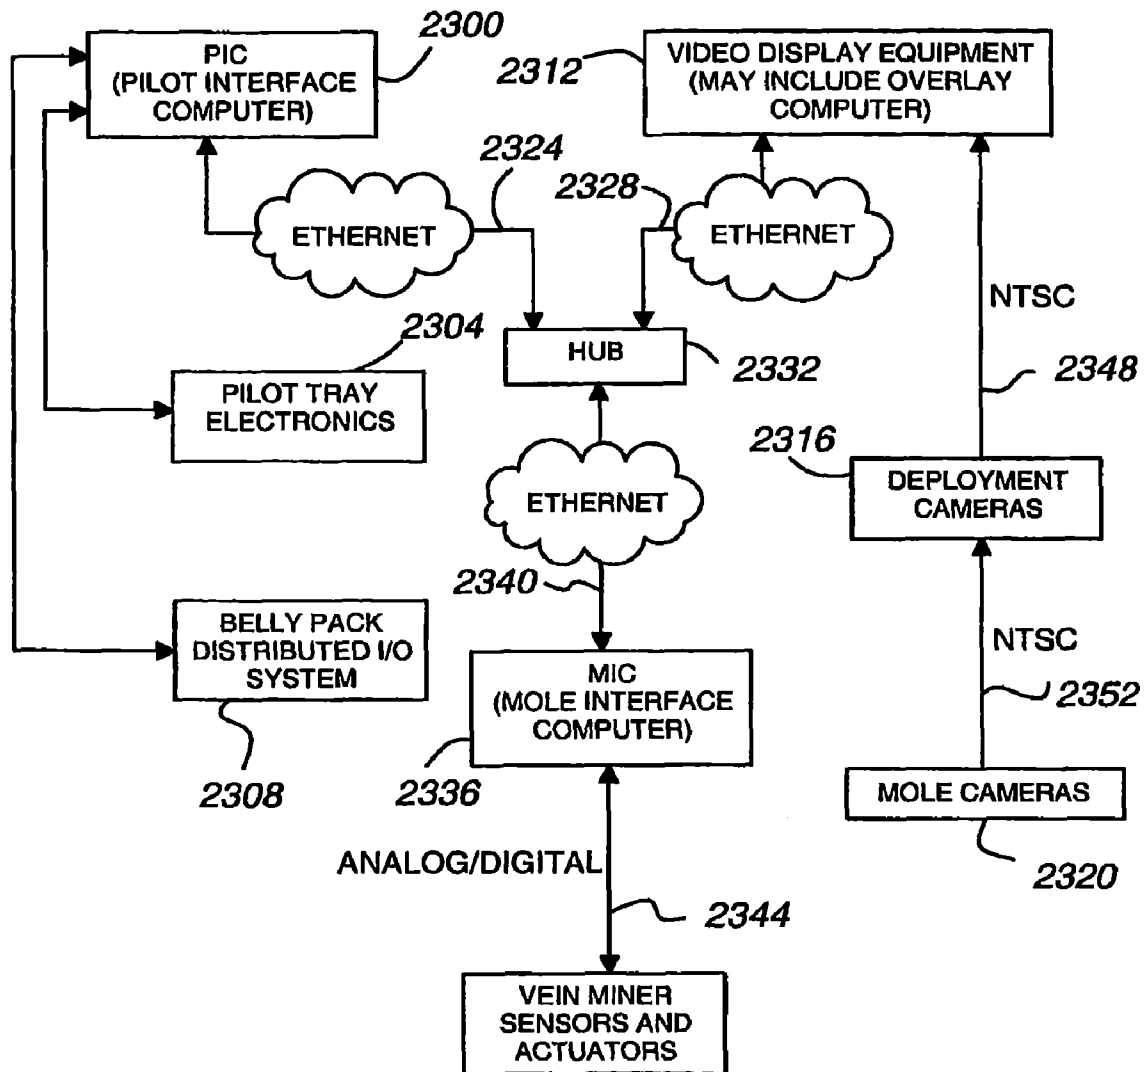 2300
PIC
(PILOT INTERFACE
COMPUTER)
2312
VIDEO DISPLAY EQUIPMENT
(MAY INCLUDE OVERLAY
COMPUTER)
2324
2328
ETHERNET
ETHERNET
NTSC
2304
HUB
2332
2348
PILOT TRAY
ELECTRONICS
2316
DEPLOYMENT
CAMERAS
ETHERNET
2340
BELLY PACK
DISTRIBUTED I/O
SYSTEM
NTSC
2352
MIC
(MOLE INTERFACE
COMPUTER)
2308
2336
MOLE CAMERAS
2320
ANALOG/DIGITAL
2344
VEIN MINER
SENSORS AND
ACTUATORS